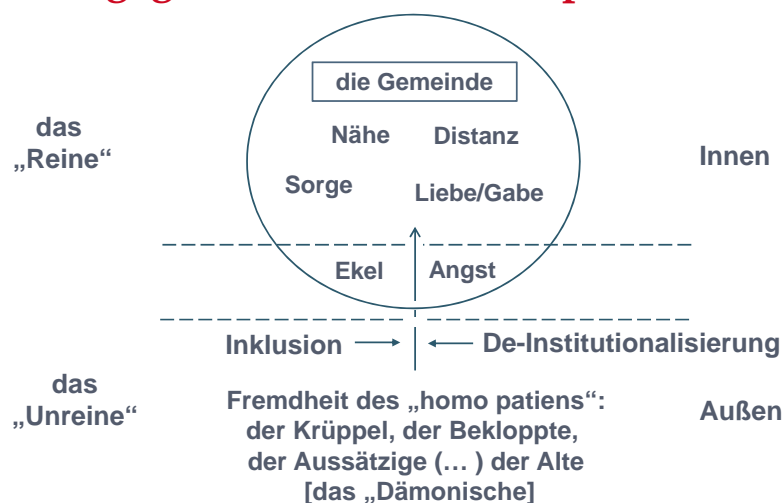 die Gemeinde
das
„Reine“
Nähe Distanz
Innen
Sorge Liebe/Gabe
Ekel Angst
Inklusion De-Institutionalisierung
das
„Unreine“
Fremdheit des „homo patiens“:
der Krüppel, der Bekloppte,
der Aussätzige (… ) der Alte
[das „Dämonische]
Außen